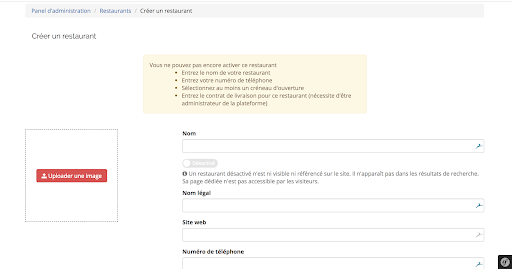 Panel d'administration / Restaurants / Créer un restaurant
Créer un restaurant
Vous ne pouvez pas encore activer ce restaurant
• Entrez le nom de votre restaurant
• Entrez votre numéro de téléphone
• Sélectionnez au moins un créneau d'ouverture
• Entrez le contrat de livraison pour ce restaurant (nécessite d'être
administrateur de la plateforme)
Uploader une image
Nom
Désactivé
Un restaurant désactivé n'est ni visible ni référencé sur le site. Il n'apparaît pas dans les résultats de recherche.
Sa page dédiée n'est pas accessible par les visiteurs.
Nom légal
Site web
Numéro de téléphone